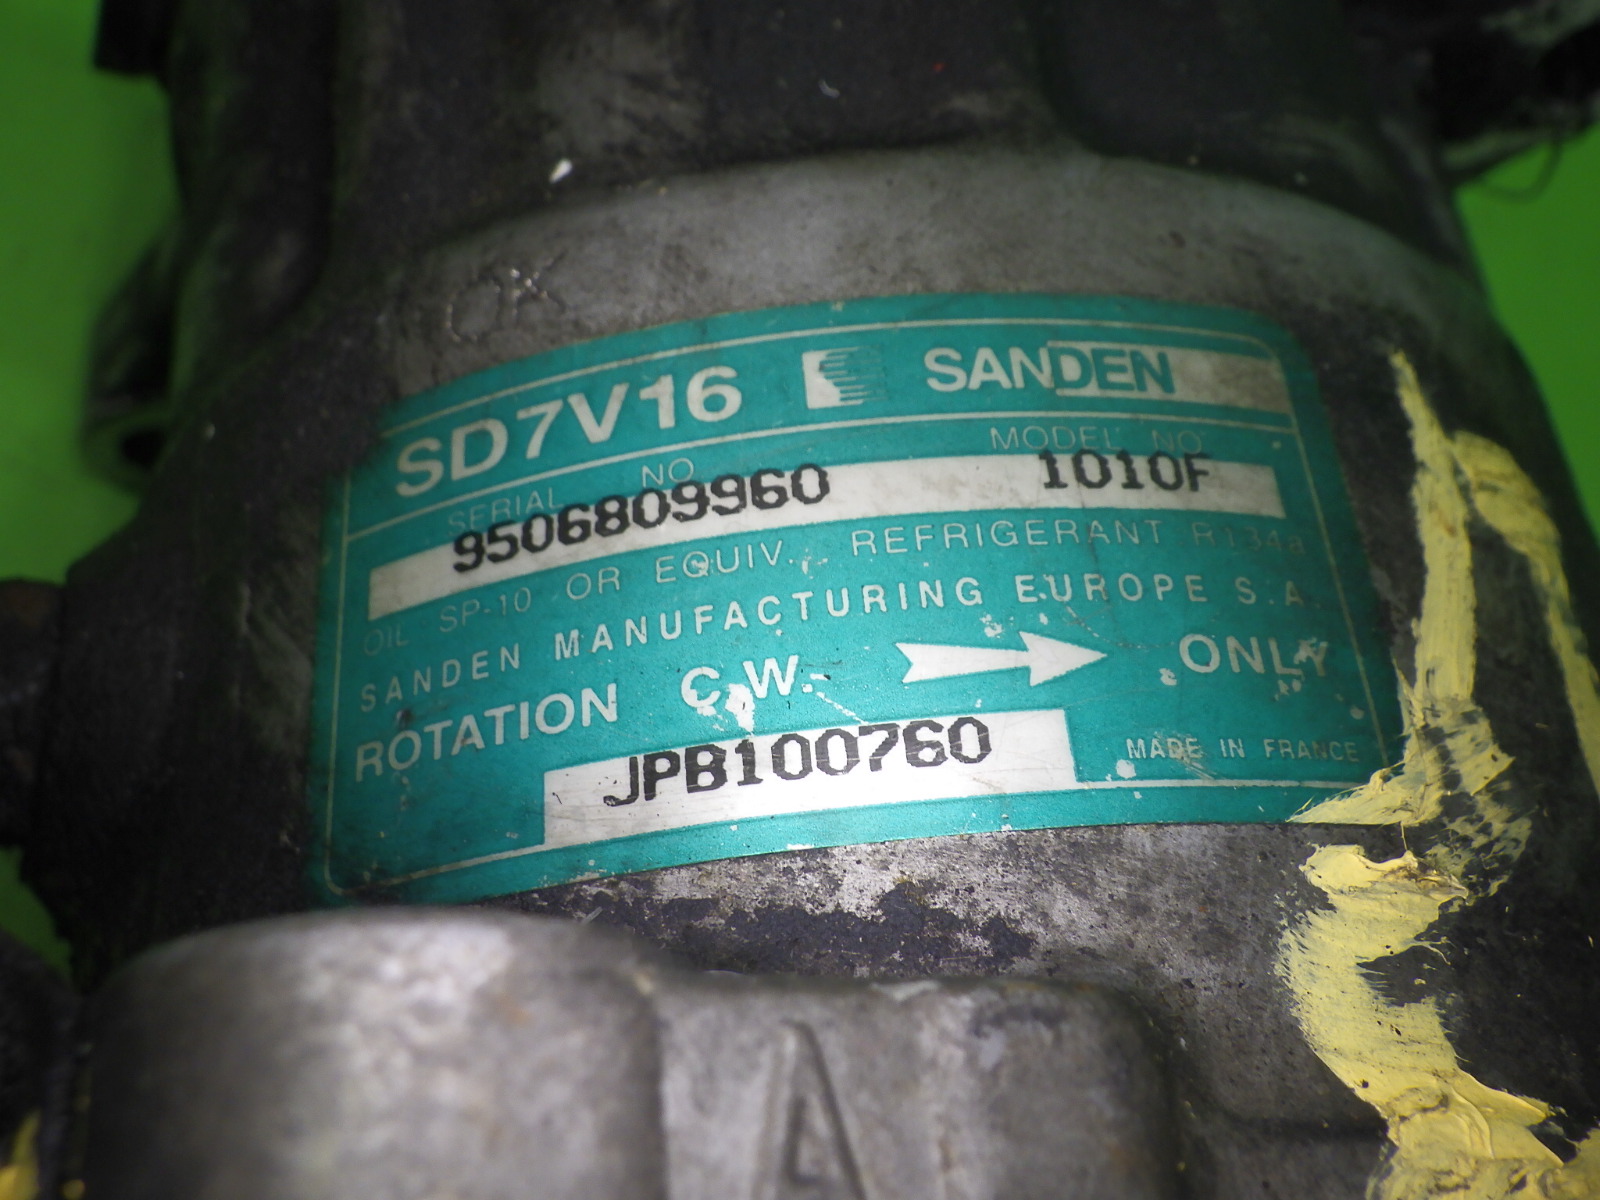 OK
SD7V16 SANDEN
SERIAL NO MODEL NO
9506809960 1010F
OIL SP-10 OR EQUIV. REFRIGERANT R134a
SANDEN MANUFACTURING EUROPE S.A.
ROTATION C.W. ONLY
JPB100760 MADE IN FRANCE
A